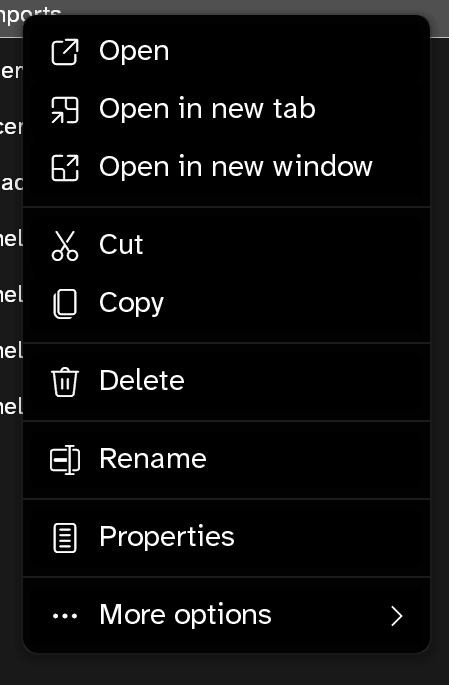 Open
Open in new tab
Open in new window
Cut
Copy
Delete
Rename
Properties
More options